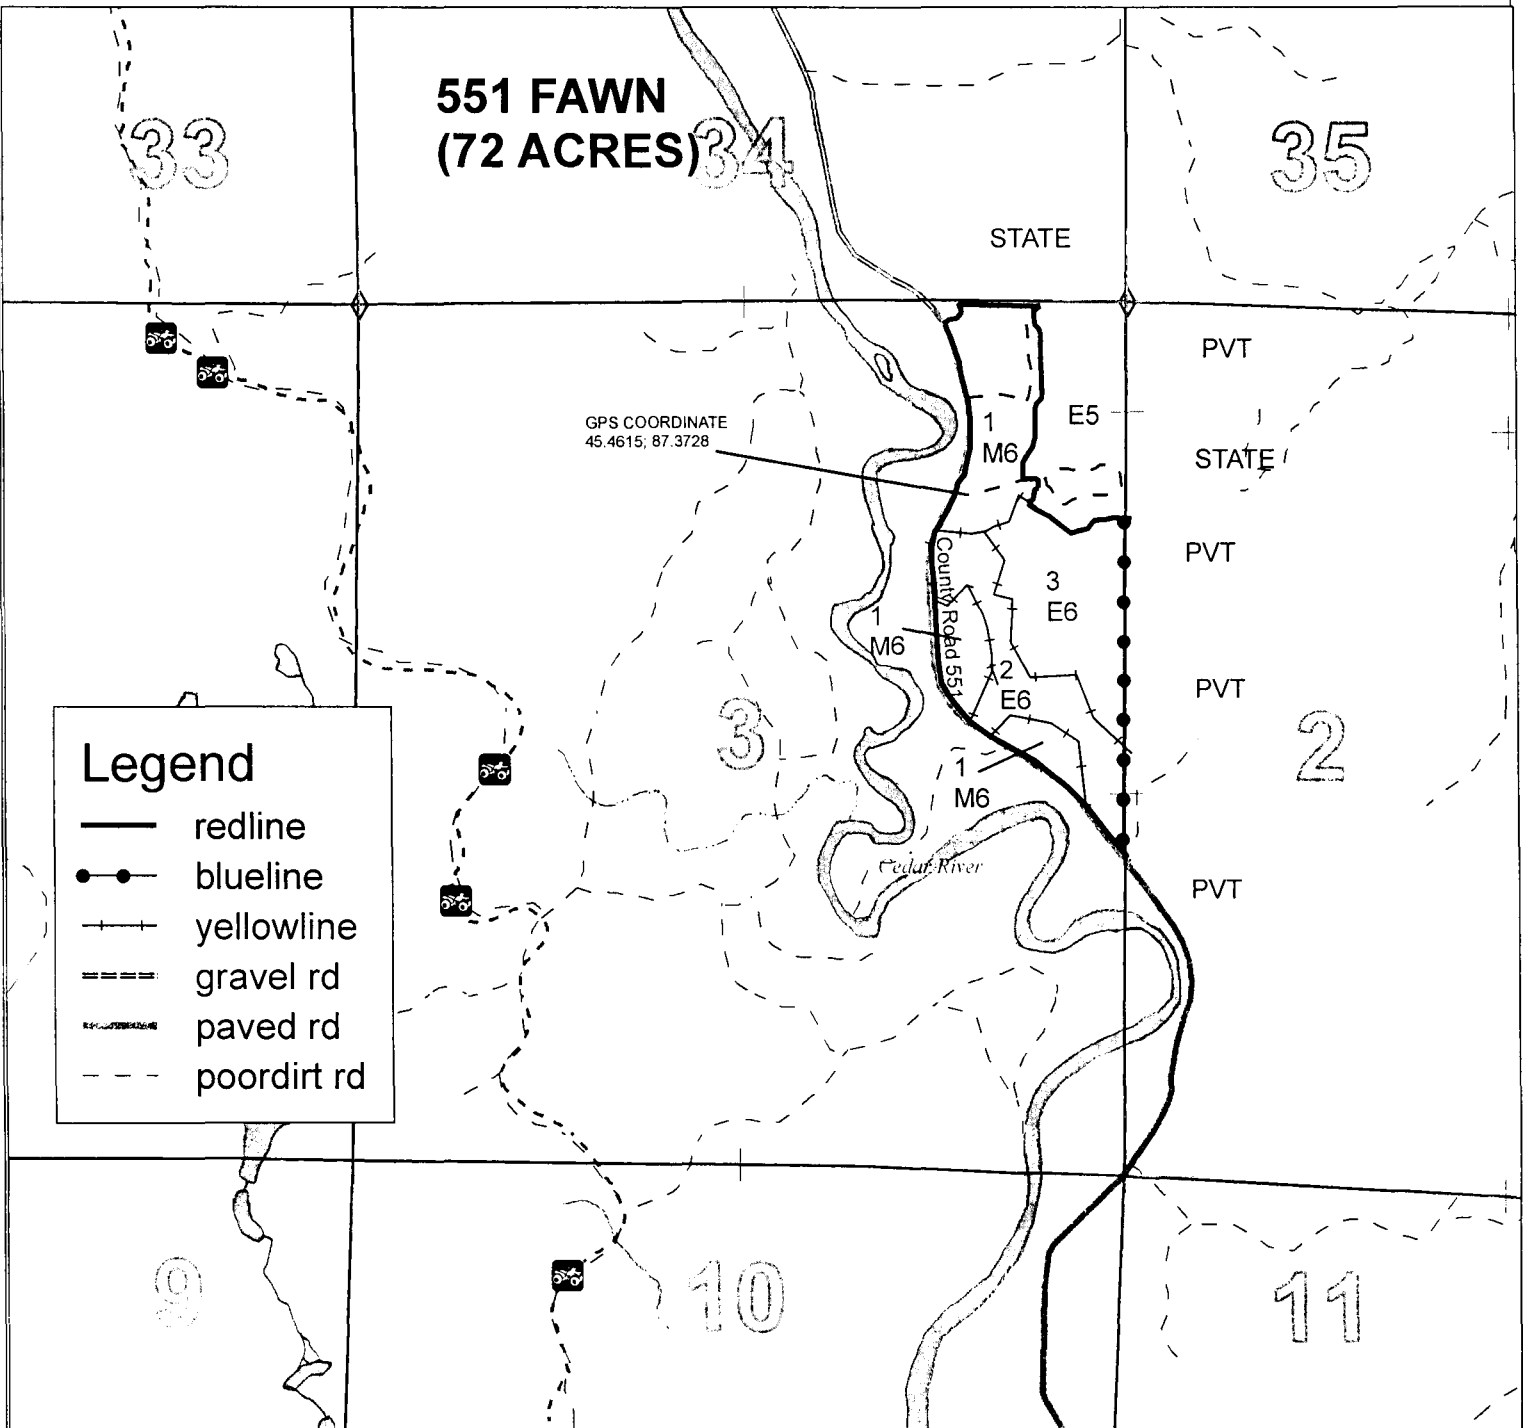 551 FAWN
(72 ACRES)
33
34
35
STATE
PVT
GPS COORDINATE
45.4615; 87.3728
1
M6
E5
STATE
PVT
County Road 551
3
E6
1
M6
2
E6
PVT
3
2
1
M6
Cedar River
PVT
Legend
redline
blueline
yellowline
gravel rd
paved rd
poordirt rd
9
10
11